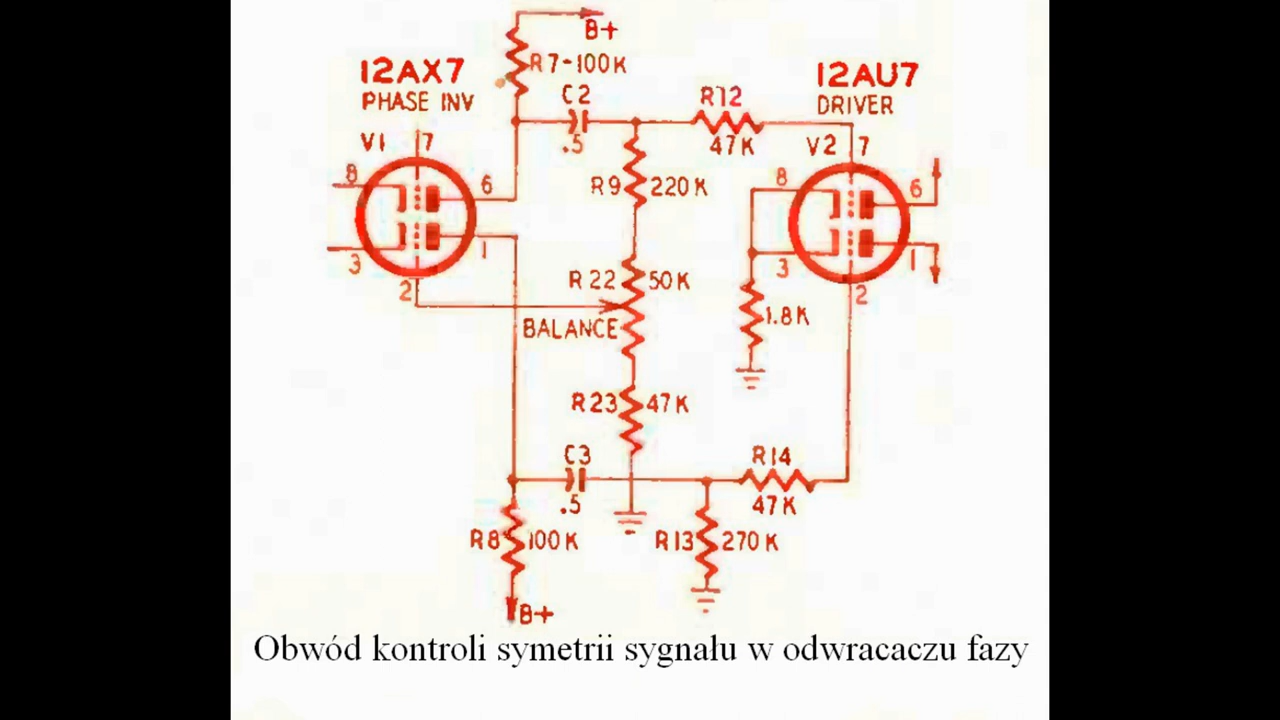 B+
R7-100K
12AX7
PHASE INV
C2
.5
R12
47K
12AU7
DRIVER
V1
7
V2
7
8
6
R9
220K
8
6
1
3
2
R22
50K
BALANCE
3
1
2
1.8K
R23
47K
C3
.5
R14
47K
R8
100K
R13
270K
B+
Obwód kontroli symetrii sygnału w odwracaczu fazy